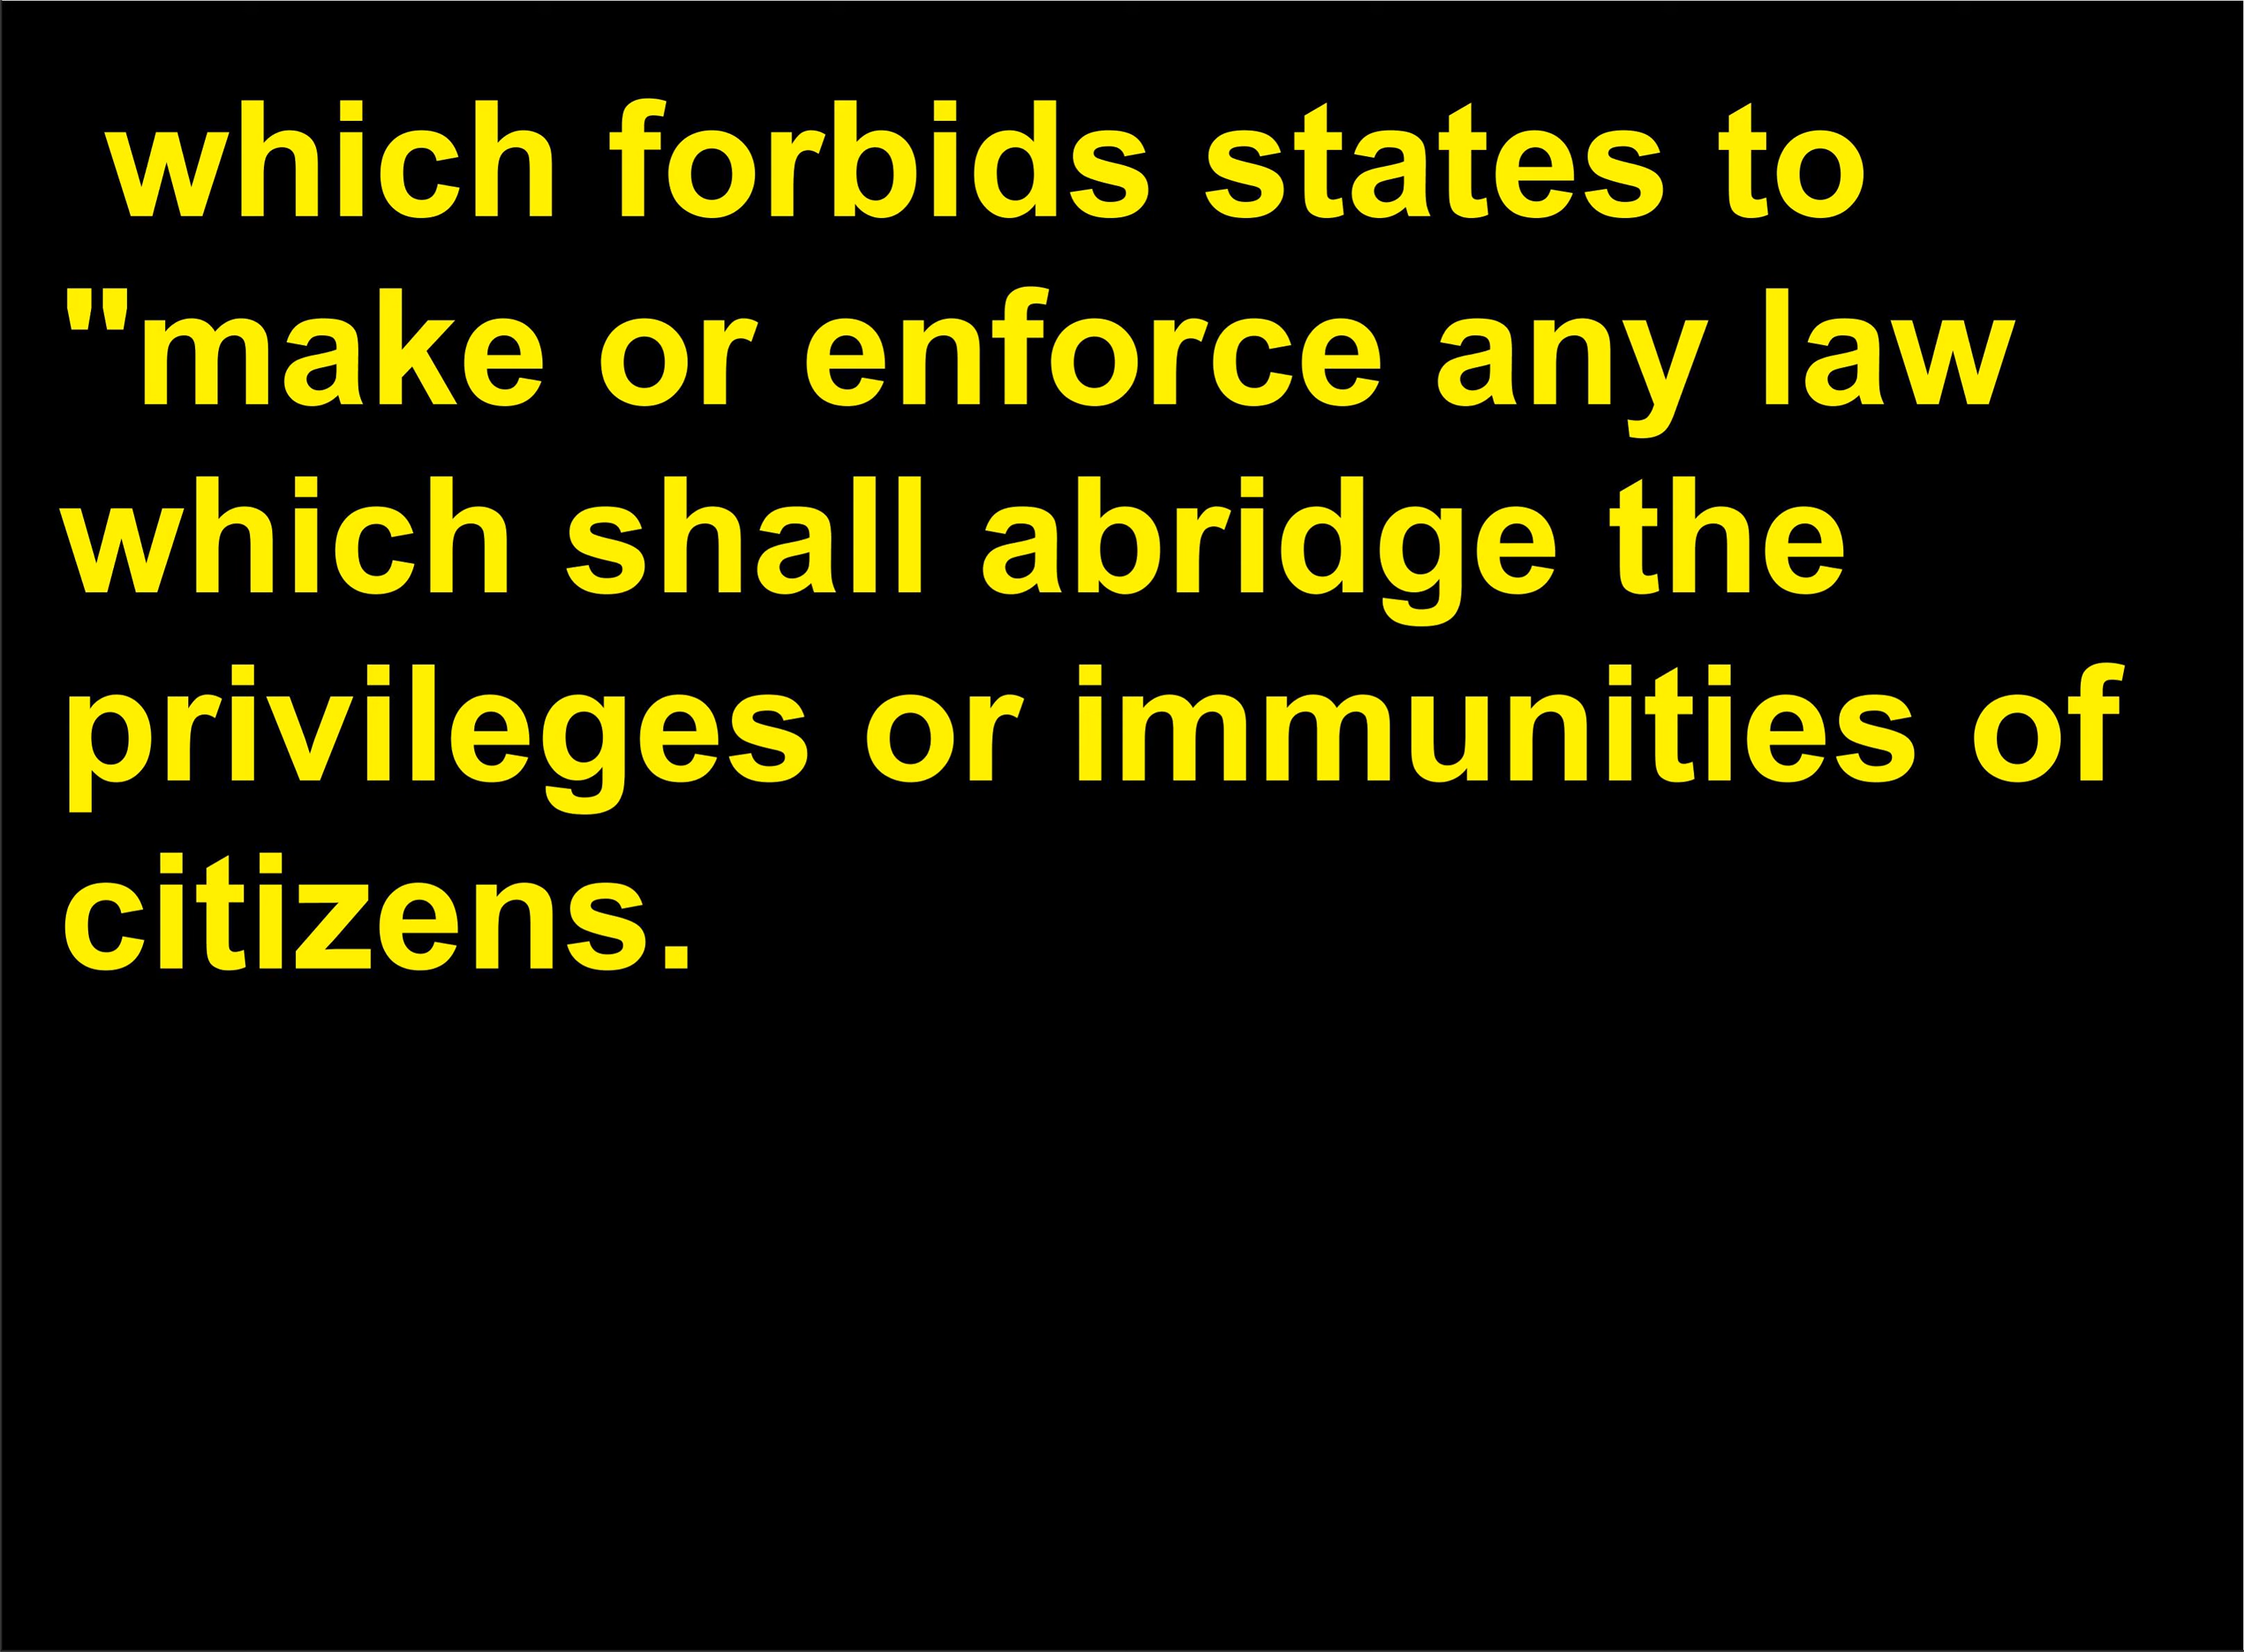 which forbids states to
"make or enforce any law
which shall abridge the
privileges or immunities of
citizens.